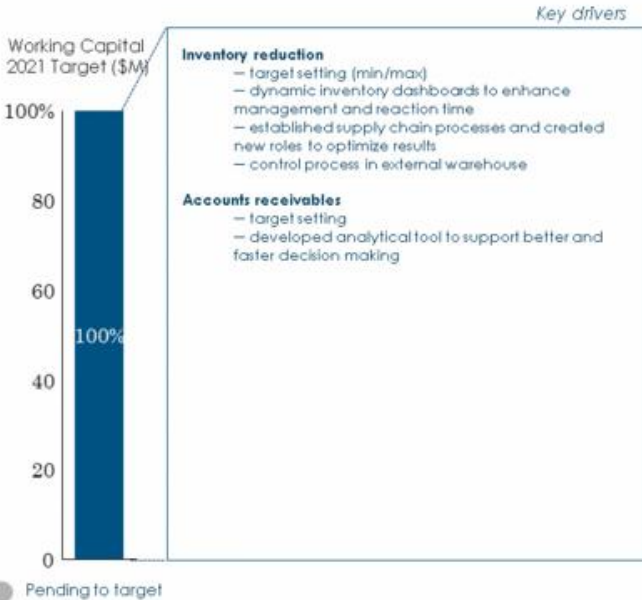 Key drivers
Working Capital
2021 Target ($M)
Inventory reduction
— target setting (min/max)
— dynamic inventory dashboards to enhance
management and reaction time
— established supply chain processes and created
new roles to optimize results
— control process in external warehouse
Accounts receivables
— target setting
— developed analytical tool to support better and
faster decision making
100%
80
60
100%
40
20
0
Pending to target